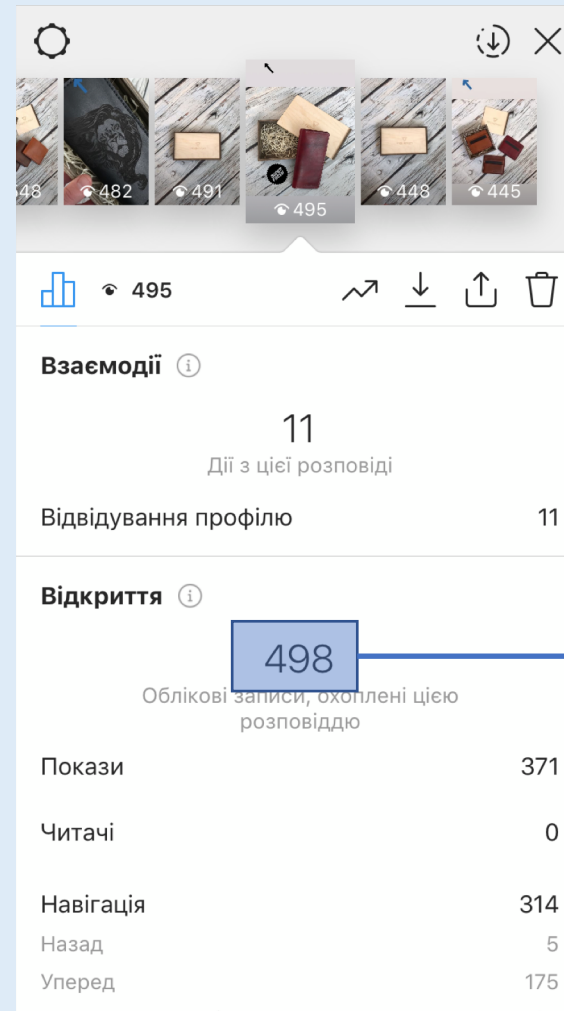 548
482
491
495
448
445
495
Взаємодії
11
Дії з цієї розповіді
Відвідування профілю 11
Відкриття
498
Облікові записи, охоплені цією
розповіддю
Покази 371
Читачі 0
Навігація 314
Назад 5
Уперед 175